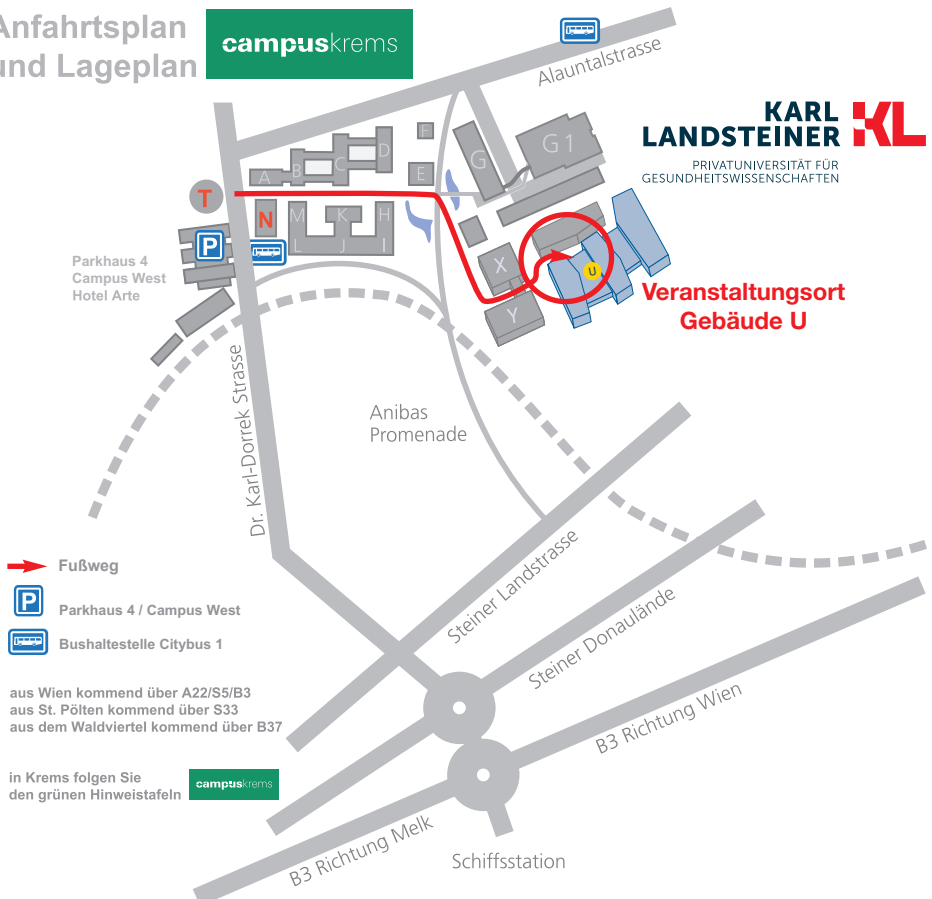 Anfahrtsplan
und Lageplan
campuskrems
Alauntalstrasse
KARL
LANDSTEINER
KL
PRIVATUNIVERSITÄT FÜR
GESUNDHEITSWISSENSCHAFTEN
A
B
C
D
F
E
G
G1
T
N
M
K
H
L
J
I
P
X
Y
U
Parkhaus 4
Campus West
Hotel Arte
Veranstaltungsort
Gebäude U
Dr. Karl-Dorrek Strasse
Anibas
Promenade
Steiner Landstrasse
Steiner Donaulände
B3 Richtung Wien
B3 Richtung Melk
Schiffsstation
Fußweg
P
Parkhaus 4 / Campus West
Bushaltestelle Citybus 1
aus Wien kommend über A22/S5/B3
aus St. Pölten kommend über S33
aus dem Waldviertel kommend über B37
in Krems folgen Sie
den grünen Hinweistafeln
campuskrems